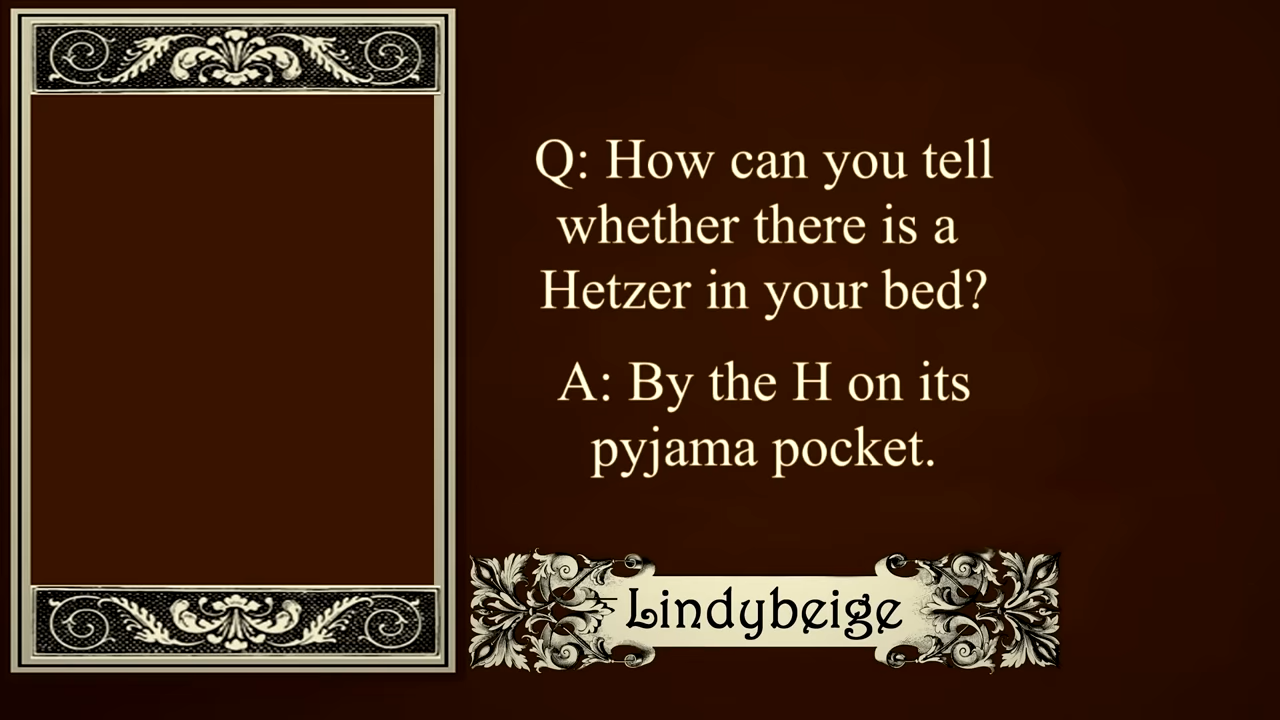 Q: How can you tell
whether there is a
Hetzer in your bed?
A: By the H on its
pyjama pocket.
Lindybeige